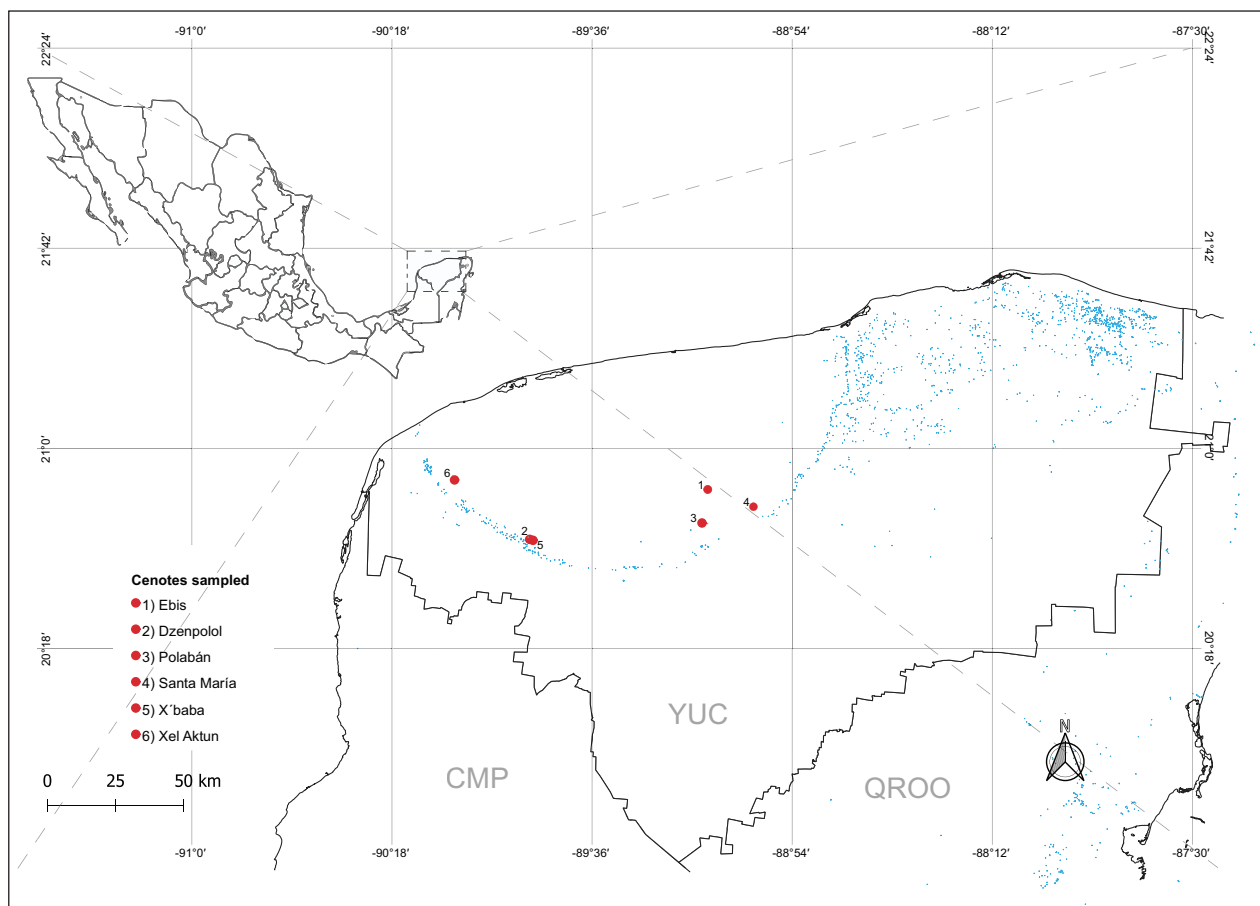 -91°0'
-90°18'
-89°36'
-88°54'
-88°12'
-87°30'
22°24'
22°24'
21°42'
21°42'
21°0'
21°0'
6
1
4
3
2
5
Cenotes sampled
1) Ebis
2) Dzenpolol
3) Polabán
4) Santa María
5) X´baba
6) Xel Aktun
20°18'
20°18'
YUC
N
CMP
QROO
0 25 50 km
-91°0'
-90°18'
-89°36'
-88°54'
-88°12'
-87°30'